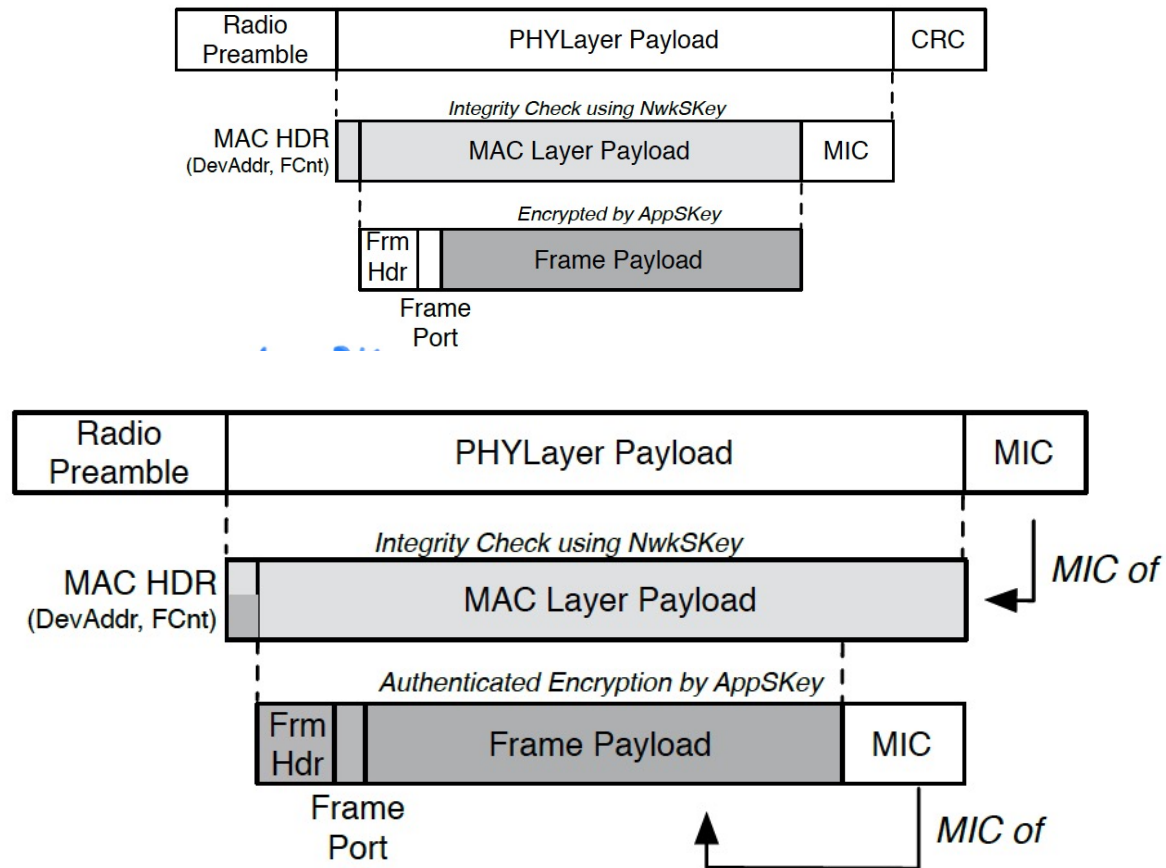 Radio
Preamble
PHYLayer Payload
CRC
Integrity Check using NwkSKey
MAC HDR
(DevAddr, FCnt)
MAC Layer Payload
MIC
Encrypted by AppSKey
Frm
Hdr
Frame Payload
Frame
Port
Radio
Preamble
PHYLayer Payload
MIC
Integrity Check using NwkSKey
MAC HDR
(DevAddr, FCnt)
MAC Layer Payload
MIC of
Authenticated Encryption by AppSKey
Frm
Hdr
Frame Payload
MIC
Frame
Port
MIC of